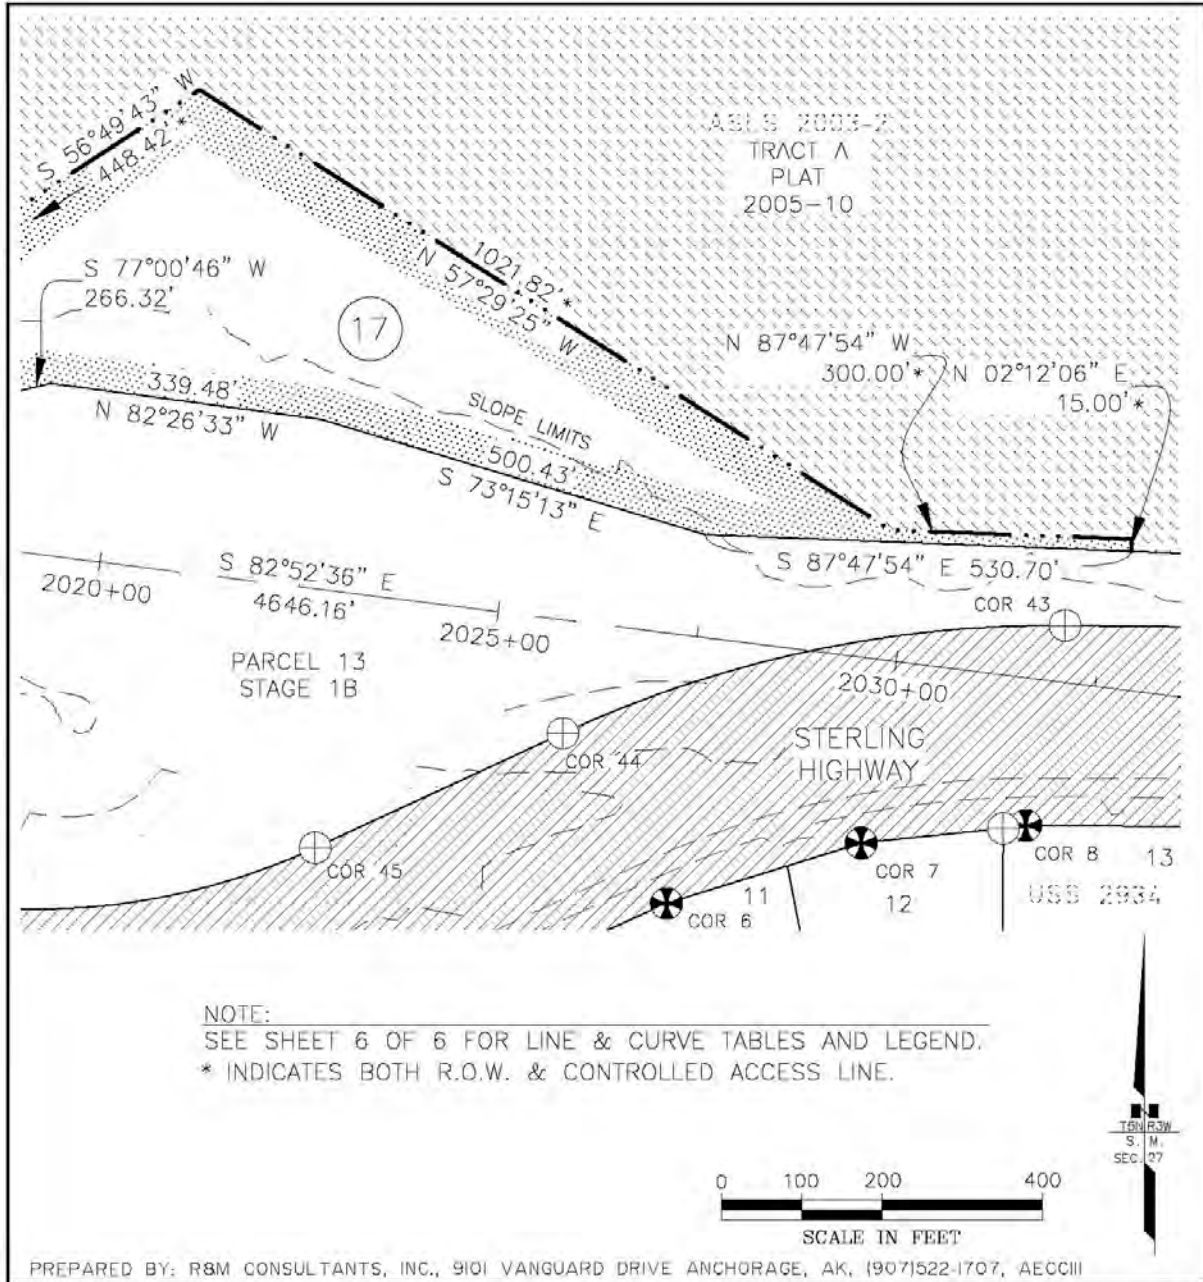 S 56°49'43" W
448.42'*
ASLS 2003-2
TRACT A
PLAT
2005-10
1021.82'*
N 57°29'25" W
S 77°00'46" W
266.32'
17
N 87°47'54" W
300.00'*
N 02°12'06" E
15.00'*
339.48'
N 82°26'33" W
SLOPE LIMITS
500.43'
S 73°15'13" E
S 87°47'54" E 530.70'
S 82°52'36" E
4646.16'
2020+00
2025+00
COR 43
PARCEL 13
STAGE 1B
2030+00
STERLING
HIGHWAY
COR 44
COR 45
COR 8
13
COR 7
11
12
USS 2934
COR 6
NOTE:
SEE SHEET 6 OF 6 FOR LINE & CURVE TABLES AND LEGEND.
* INDICATES BOTH R.O.W. & CONTROLLED ACCESS LINE.
T5N R3W
S. M.
SEC. 27
0 100 200 400
SCALE IN FEET
PREPARED BY: R&M CONSULTANTS, INC., 9101 VANGUARD DRIVE ANCHORAGE, AK, (907)522-1707, AECC111